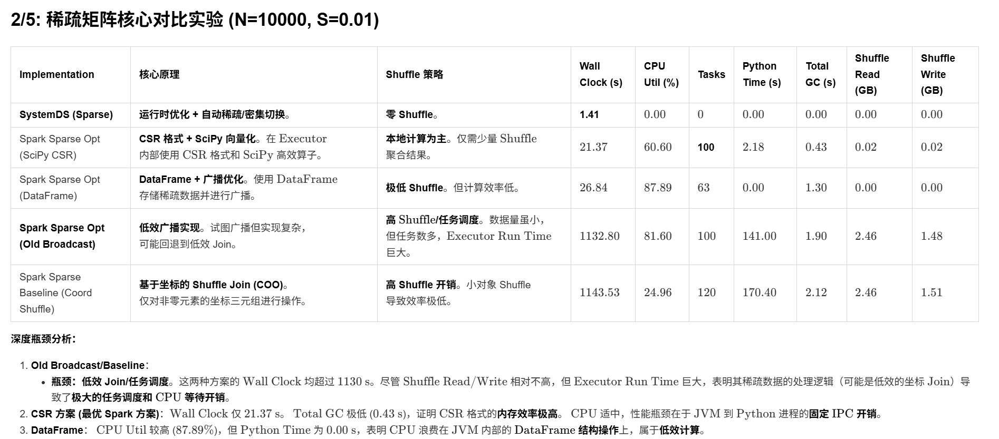 2/5: 稀疏矩阵核心对比实验 (N=10000, S=0.01)
Implementation 核心原理 Shuffle 策略 Wall Clock (s) CPU Util (%) Tasks Python Time (s) Total GC (s) Shuffle Read (GB) Shuffle Write (GB)
SystemDS (Sparse) 运行时优化 + 自动稀疏/密集切换。 零 Shuffle。 1.41 0.00 0 0.00 0.00 0.00 0.00
Spark Sparse Opt (SciPy CSR) CSR 格式 + SciPy 向量化。在 Executor 内部使用 CSR 格式和 SciPy 高效算子。 本地计算为主。仅需少量 Shuffle 聚合结果。 21.37 60.60 100 2.18 0.43 0.02 0.02
Spark Sparse Opt (DataFrame) DataFrame + 广播优化。使用 DataFrame 存储稀疏数据并进行广播。 极低 Shuffle。但计算效率低。 26.84 87.89 63 0.00 1.30 0.00 0.00
Spark Sparse Opt (Old Broadcast) 低效广播实现。试图广播但实现复杂，可能回退到低效 Join。 高 Shuffle/任务调度。数据量虽小，但任务数多，Executor Run Time 巨大。 1132.80 81.60 100 141.00 1.90 2.46 1.48
Spark Sparse Baseline (Coord Shuffle) 基于坐标的 Shuffle Join (COO)。仅对非零元素的坐标三元组进行操作。 高 Shuffle 开销。小对象 Shuffle 导致效率极低。 1143.53 24.96 120 170.40 2.12 2.46 1.51
深度瓶颈分析：
1. Old Broadcast/Baseline：
• 瓶颈：低效 Join/任务调度。这两种方案的 Wall Clock 均超过 1130 s。尽管 Shuffle Read/Write 相对不高，但 Executor Run Time 巨大，表明其稀疏数据的处理逻辑（可能是低效的坐标 Join）导
致了极大的任务调度和 CPU 等待开销。
2. CSR 方案 (最优 Spark 方案)：Wall Clock 仅 21.37 s。 Total GC 极低 (0.43 s)，证明 CSR 格式的内存效率极高。 CPU 适中，性能瓶颈在于 JVM 到 Python 进程的固定 IPC 开销。
3. DataFrame： CPU Util 较高 (87.89%)，但 Python Time 为 0.00 s，表明 CPU 浪费在 JVM 内部的 DataFrame 结构操作上，属于低效计算。